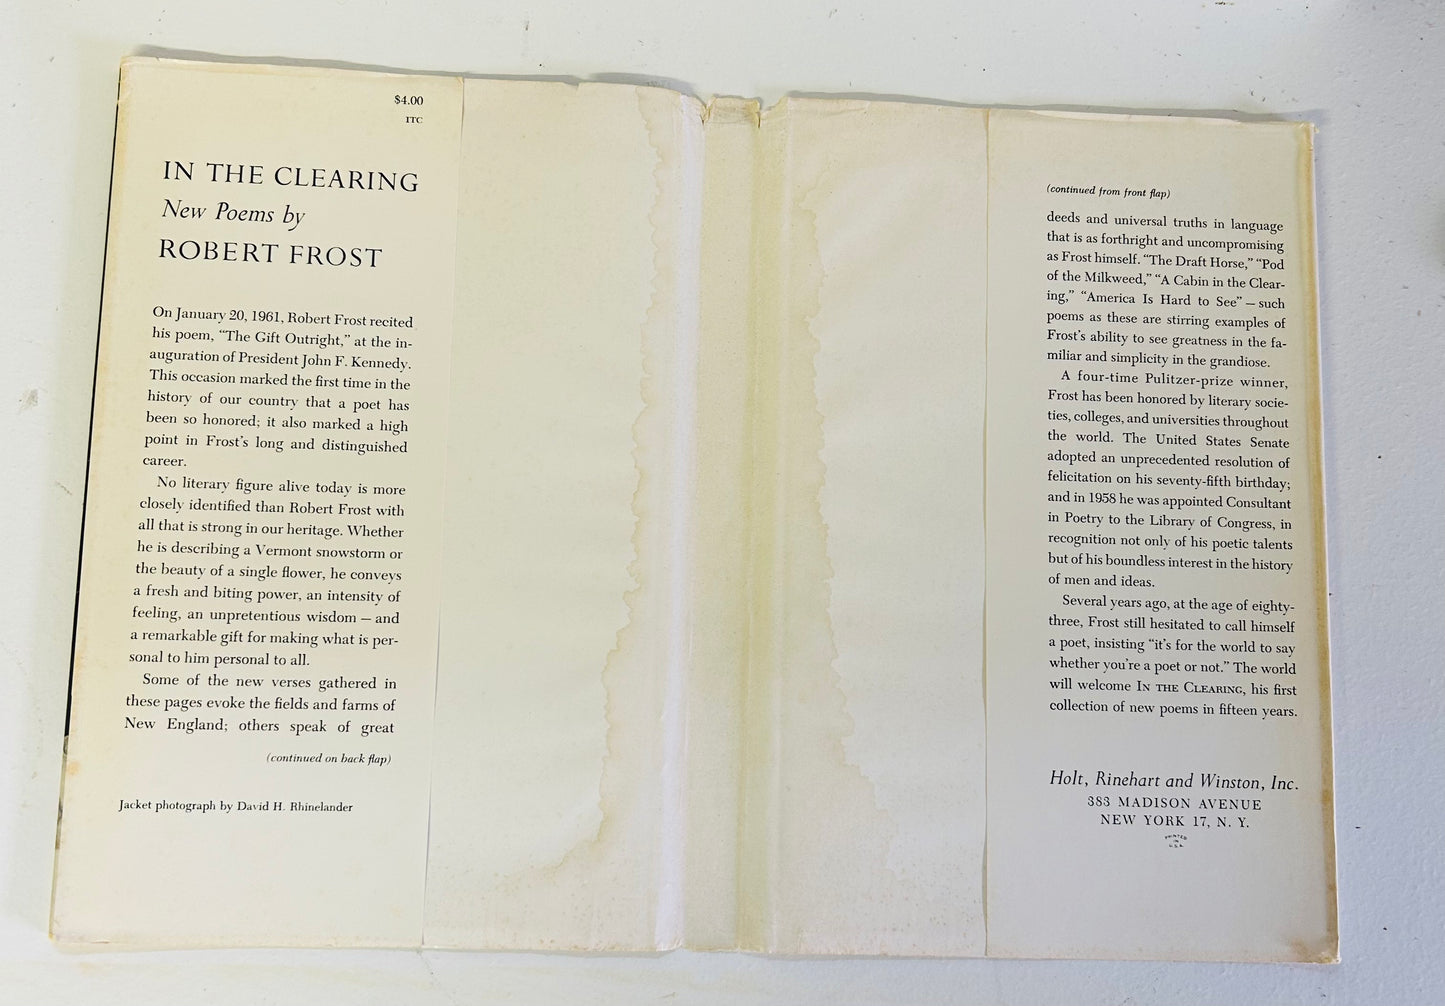 $4.00
ITC
IN THE CLEARING
New Poems by
ROBERT FROST
On January 20, 1961, Robert Frost recited
his poem, “The Gift Outright,” at the in-
auguration of President John F. Kennedy.
This occasion marked the first time in the
history of our country that a poet has
been so honored; it also marked a high
point in Frost’s long and distinguished
career.
No literary figure alive today is more
closely identified than Robert Frost with
all that is strong in our heritage. Whether
he is describing a Vermont snowstorm or
the beauty of a single flower, he conveys
a fresh and biting power, an intensity of
feeling, an unpretentious wisdom — and
a remarkable gift for making what is per-
sonal to him personal to all.
Some of the new verses gathered in
these pages evoke the fields and farms of
New England; others speak of great
(continued on back flap)
Jacket photograph by David H. Rhinelander
(continued from front flap)
deeds and universal truths in language
that is as forthright and uncompromising
as Frost himself. “The Draft Horse,” “Pod
of the Milkweed,” “A Cabin in the Clear-
ing,” “America Is Hard to See” — such
poems as these are stirring examples of
Frost’s ability to see greatness in the fa-
miliar and simplicity in the grandiose.
A four-time Pulitzer-prize winner,
Frost has been honored by literary socie-
ties, colleges, and universities throughout
the world. The United States Senate
adopted an unprecedented resolution of
felicitation on his seventy-fifth birthday;
and in 1958 he was appointed Consultant
in Poetry to the Library of Congress, in
recognition not only of his poetic talents
but of his boundless interest in the history
of men and ideas.
Several years ago, at the age of eighty-
three, Frost still hesitated to call himself
a poet, insisting “it’s for the world to say
whether you’re a poet or not.” The world
will welcome IN THE CLEARING, his first
collection of new poems in fifteen years.
Holt, Rinehart and Winston, Inc.
383 MADISON AVENUE
NEW YORK 17, N. Y.
PRINTED
IN
U.S.A.